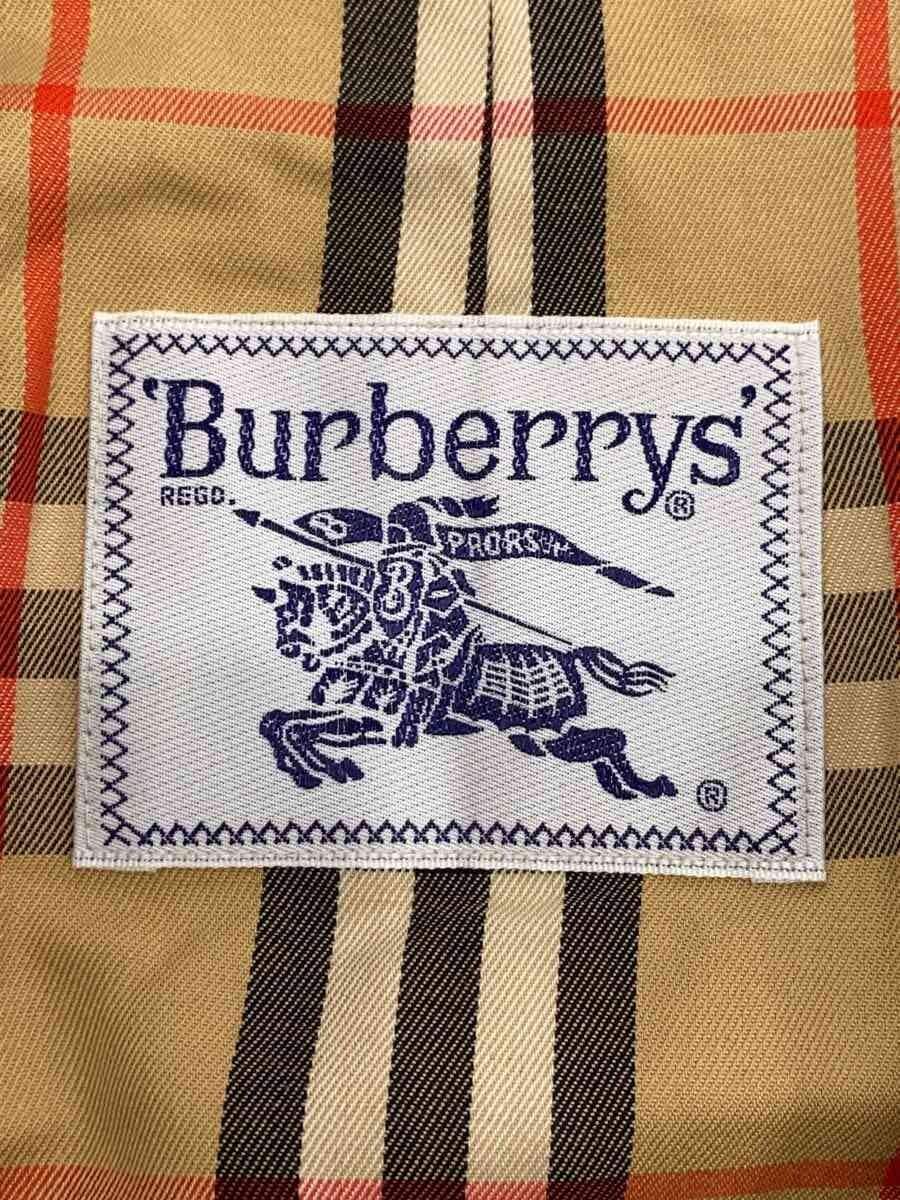 'Burberrys'
REGD. ®
B PRORSUM
B
®